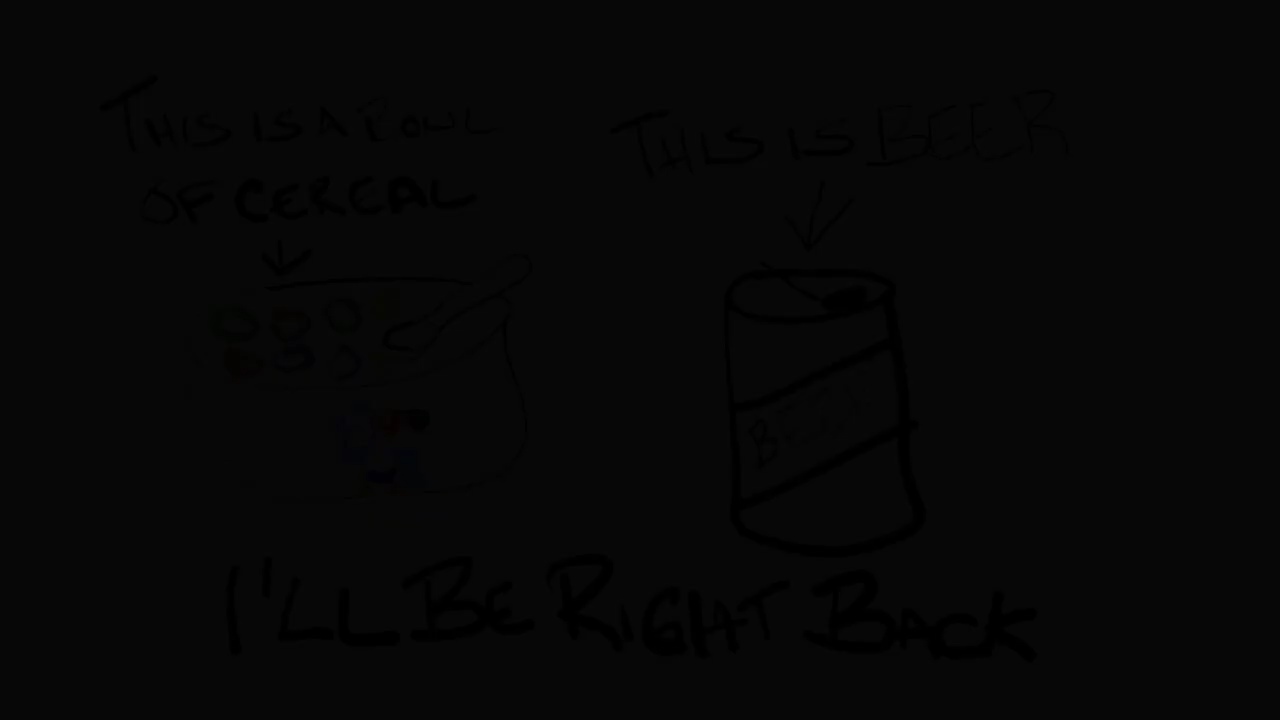 THIS IS A BOWL
OF CEREAL
THIS IS BEER
BEER
I'LL BE RIGHT BACK